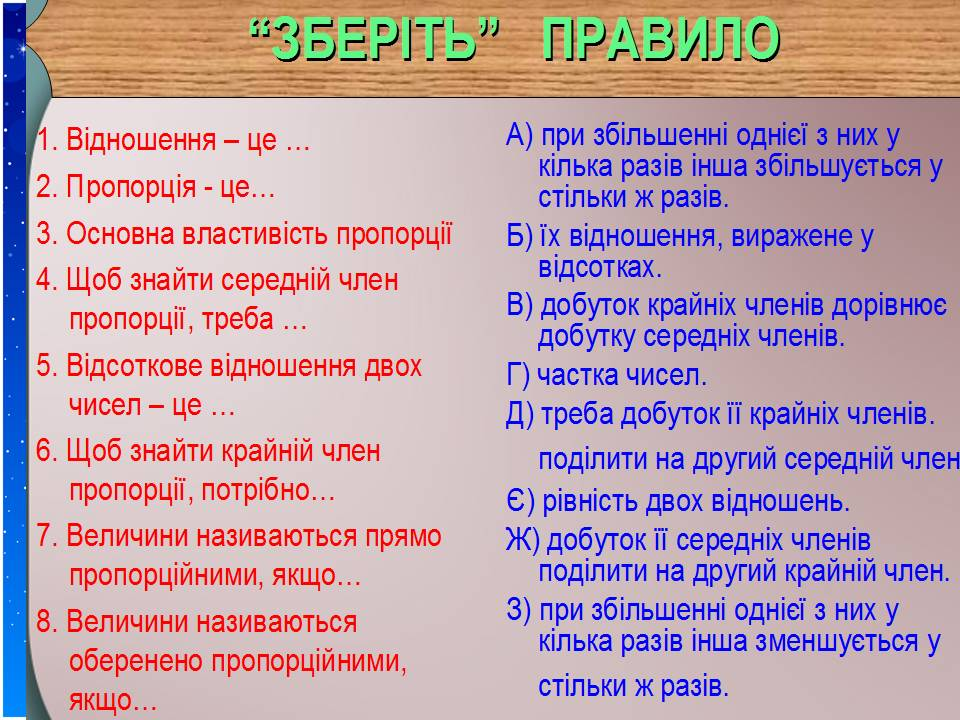 “ЗБЕРІТЬ” ПРАВИЛО
1. Відношення – це …
2. Пропорція - це…
3. Основна властивість пропорції
4. Щоб знайти середній член
пропорції, треба …
5. Відсоткове відношення двох
чисел – це …
6. Щоб знайти крайній член
пропорції, потрібно…
7. Величини називаються прямо
пропорційними, якщо…
8. Величини називаються
оберенено пропорційними,
якщо…
А) при збільшенні однієї з них у
кілька разів інша збільшується у
стільки ж разів.
Б) їх відношення, виражене у
відсотках.
В) добуток крайніх членів дорівнює
добутку середніх членів.
Г) частка чисел.
Д) треба добуток її крайніх членів.
поділити на другий середній член
Є) рівність двох відношень.
Ж) добуток її середніх членів
поділити на другий крайній член.
З) при збільшенні однієї з них у
кілька разів інша зменшується у
стільки ж разів.